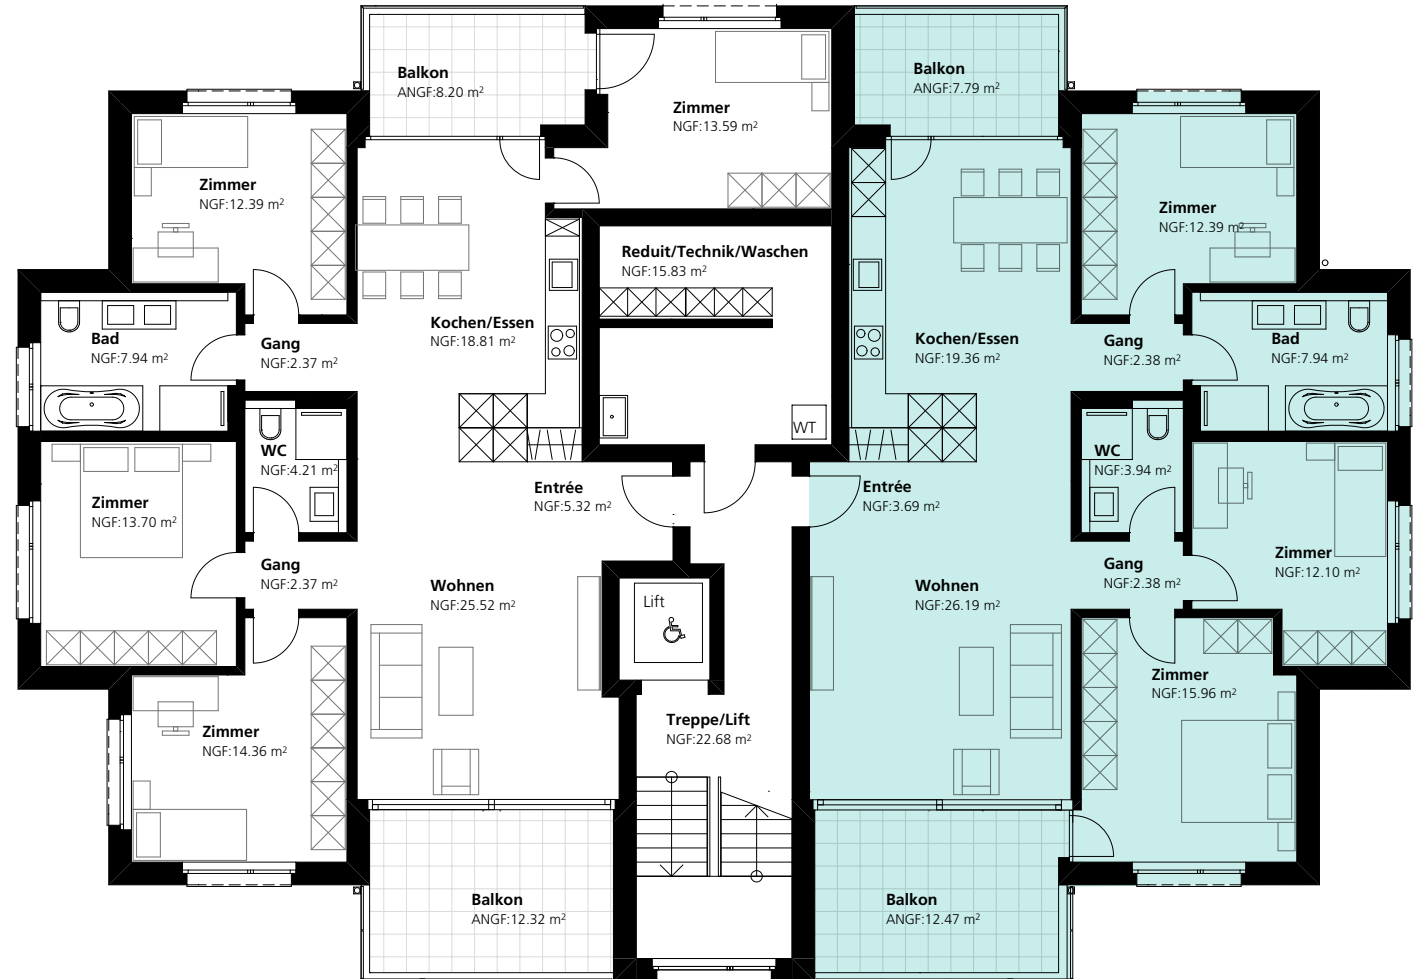 Balkon
ANGF:8.20 m²
Zimmer
NGF:13.59 m²
Balkon
ANGF:7.79 m²
Zimmer
NGF:12.39 m²
Zimmer
NGF:12.39 m²
Reduit/Technik/Waschen
NGF:15.83 m²
Bad
NGF:7.94 m²
Gang
NGF:2.37 m²
Kochen/Essen
NGF:18.81 m²
Kochen/Essen
NGF:19.36 m²
Gang
NGF:2.38 m²
Bad
NGF:7.94 m²
WT
WC
NGF:4.21 m²
WC
NGF:3.94 m²
Zimmer
NGF:13.70 m²
Entrée
NGF:5.32 m²
Entrée
NGF:3.69 m²
Zimmer
NGF:12.10 m²
Gang
NGF:2.37 m²
Wohnen
NGF:25.52 m²
Lift
Wohnen
NGF:26.19 m²
Gang
NGF:2.38 m²
Zimmer
NGF:14.36 m²
Treppe/Lift
NGF:22.68 m²
Zimmer
NGF:15.96 m²
Balkon
ANGF:12.32 m²
Balkon
ANGF:12.47 m²